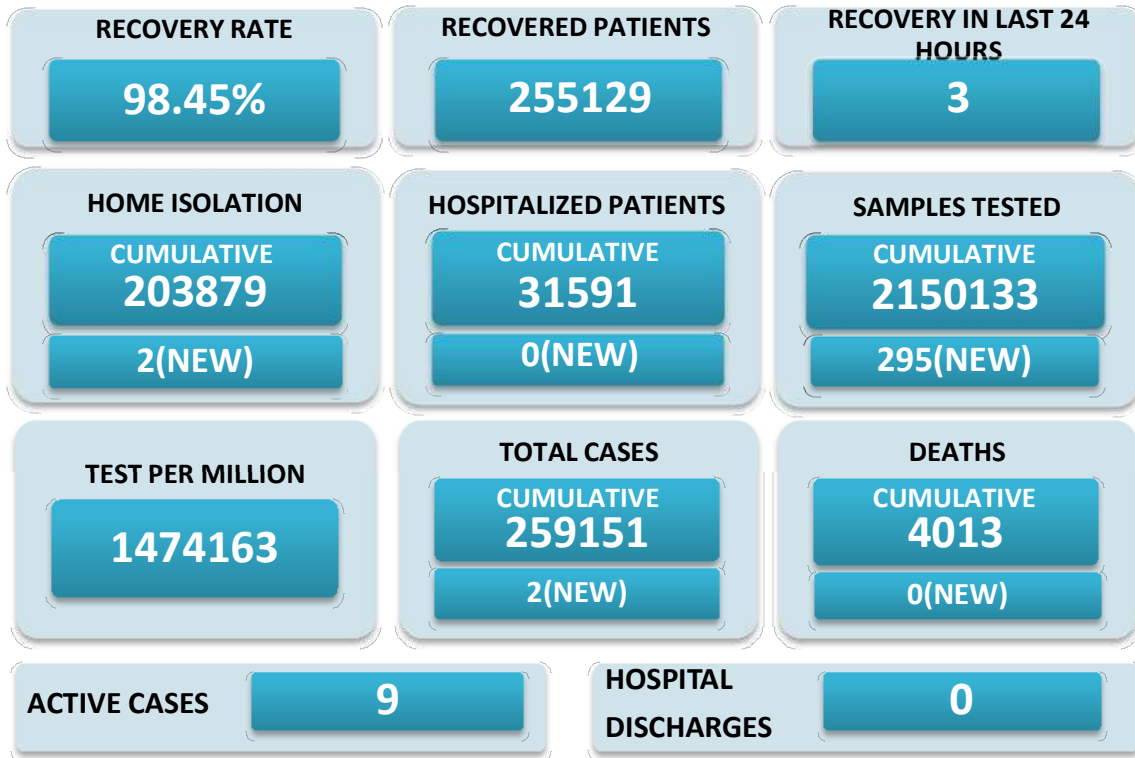 RECOVERY RATE
98.45%
RECOVERED PATIENTS
255129
RECOVERY IN LAST 24
HOURS
3
HOME ISOLATION
CUMULATIVE
203879
2(NEW)
HOSPITALIZED PATIENTS
CUMULATIVE
31591
0(NEW)
SAMPLES TESTED
CUMULATIVE
2150133
295(NEW)
TEST PER MILLION
1474163
TOTAL CASES
CUMULATIVE
259151
2(NEW)
DEATHS
CUMULATIVE
4013
0(NEW)
ACTIVE CASES
9
HOSPITAL
DISCHARGES
0